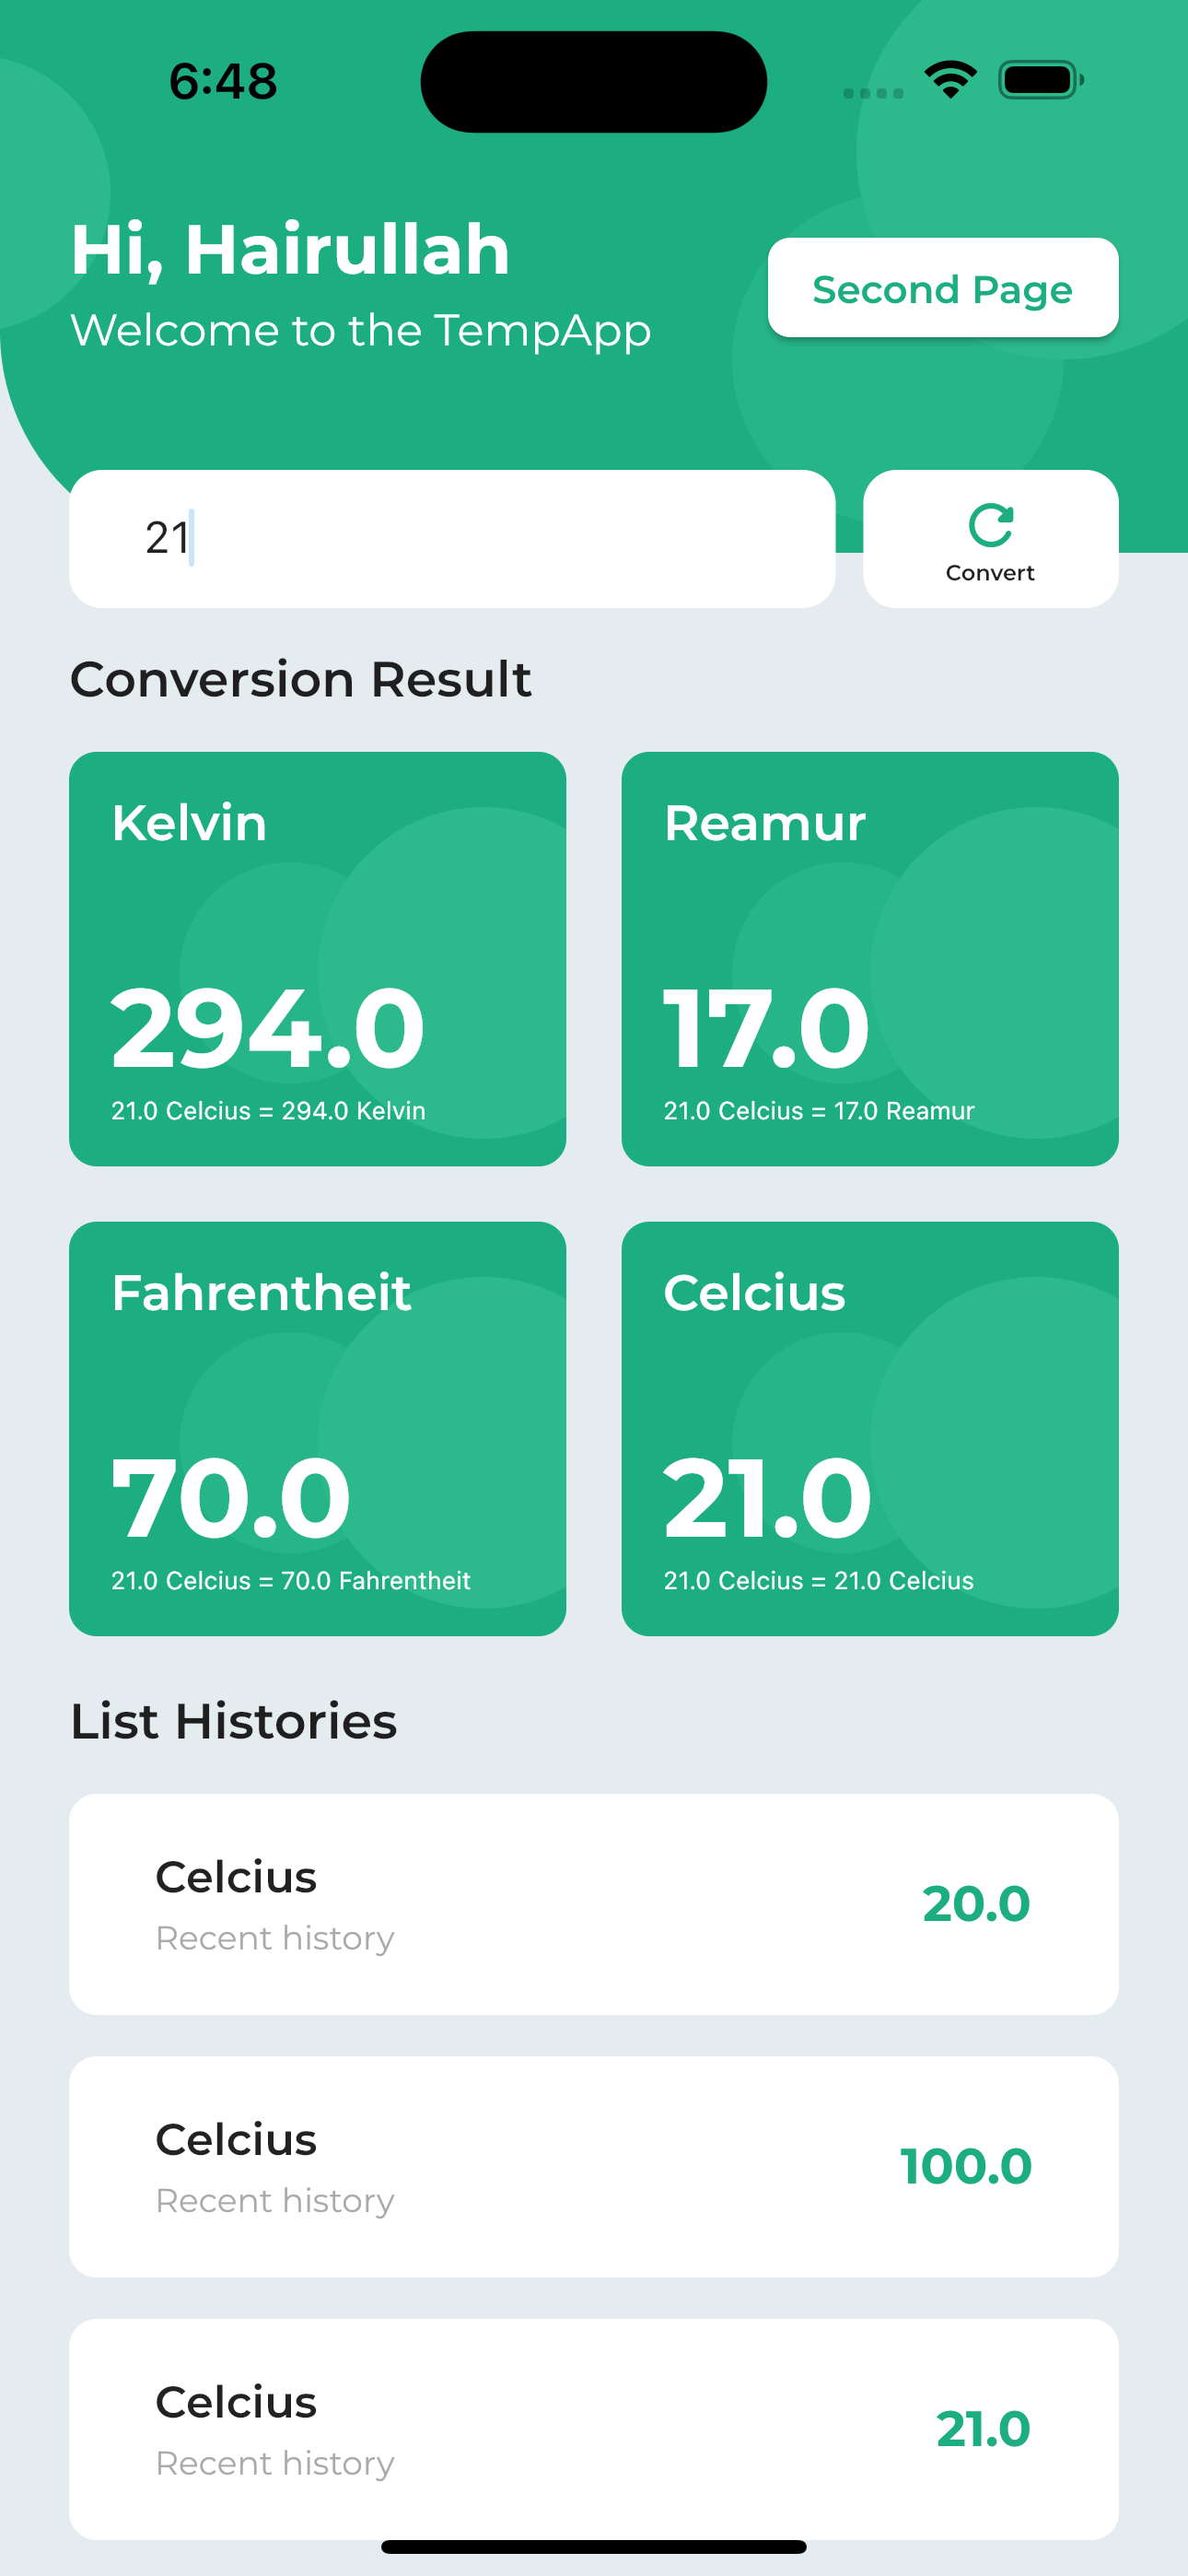 6:48
Hi, Hairullah
Welcome to the TempApp
Second Page
21
Convert
Conversion Result
Kelvin
294.0
21.0 Celcius = 294.0 Kelvin
Reamur
17.0
21.0 Celcius = 17.0 Reamur
Fahrentheit
70.0
21.0 Celcius = 70.0 Fahrentheit
Celcius
21.0
21.0 Celcius = 21.0 Celcius
List Histories
Celcius
Recent history
20.0
Celcius
Recent history
100.0
Celcius
Recent history
21.0